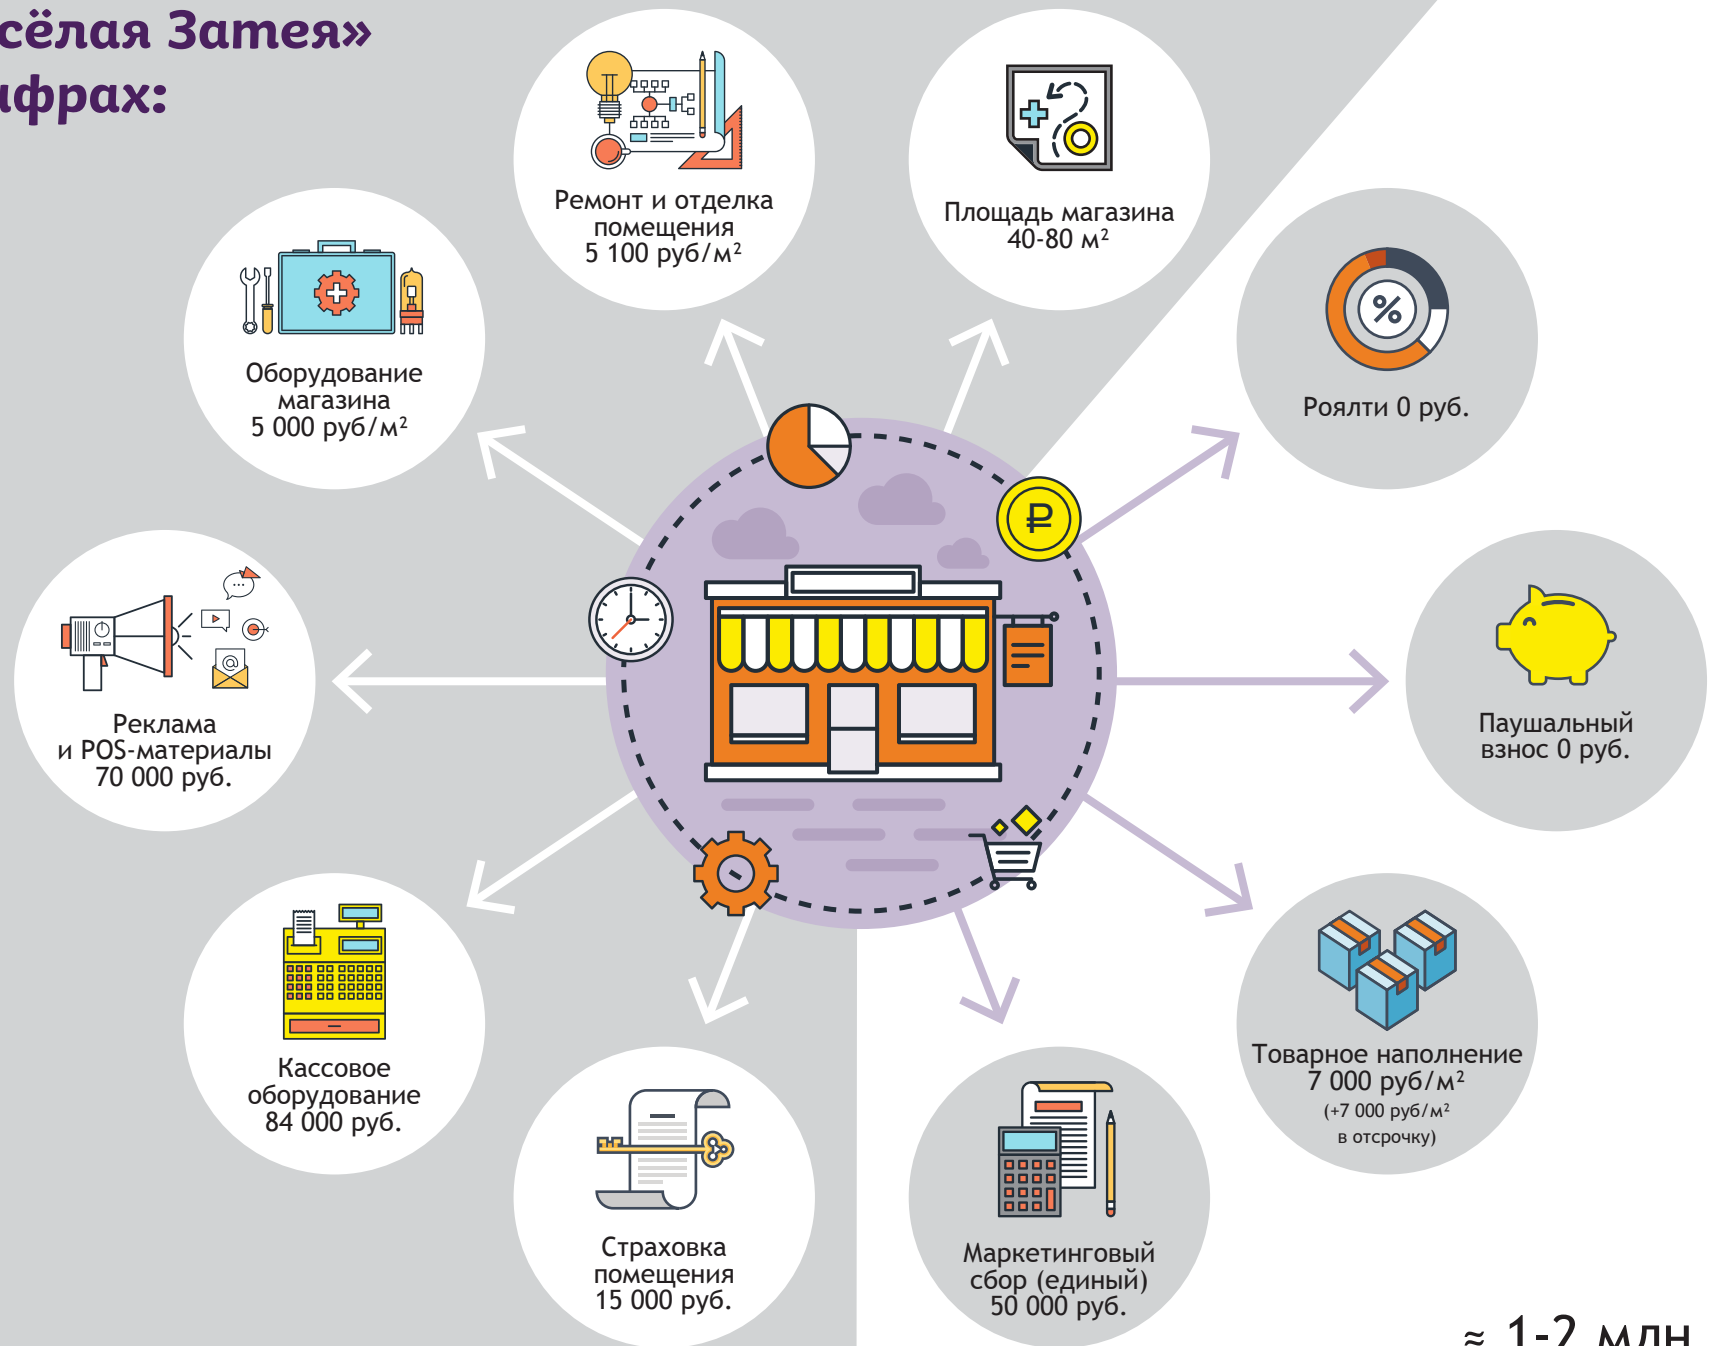 сёлая Затея»
ифрах:
Ремонт и отделка
помещения
5 100 руб/м²
Площадь магазина
40-80 м²
Оборудование
магазина
5 000 руб/м²
%
Роялти 0 руб.
₽
Реклама
и POS-материалы
70 000 руб.
@
Паушальный
взнос 0 руб.
Кассовое
оборудование
84 000 руб.
Товарное наполнение
7 000 руб/м²
(+7 000 руб/м²
в отсрочку)
Страховка
помещения
15 000 руб.
Маркетинговый
сбор (единый)
50 000 руб.
≈ 1-2 млн